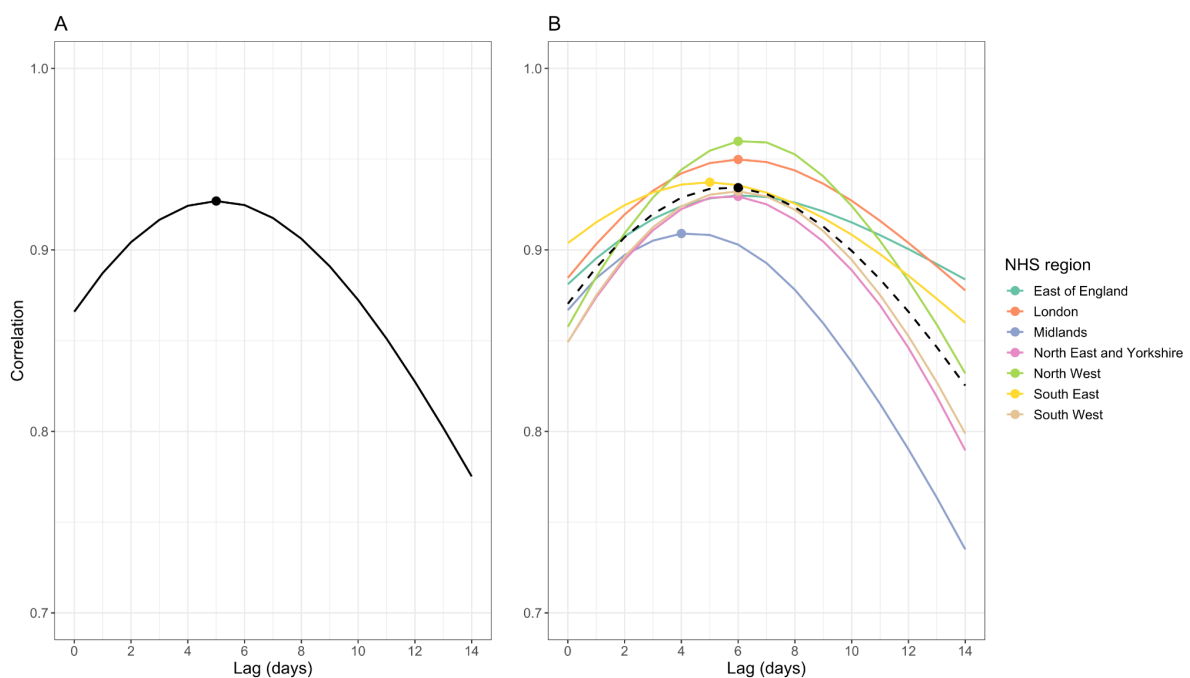 A
B
1.0
0.9
0.8
0.7
Correlation
0 2 4 6 8 10 12 14
Lag (days)
1.0
0.9
0.8
0.7
0 2 4 6 8 10 12 14
Lag (days)
NHS region
East of England
London
Midlands
North East and Yorkshire
North West
South East
South West